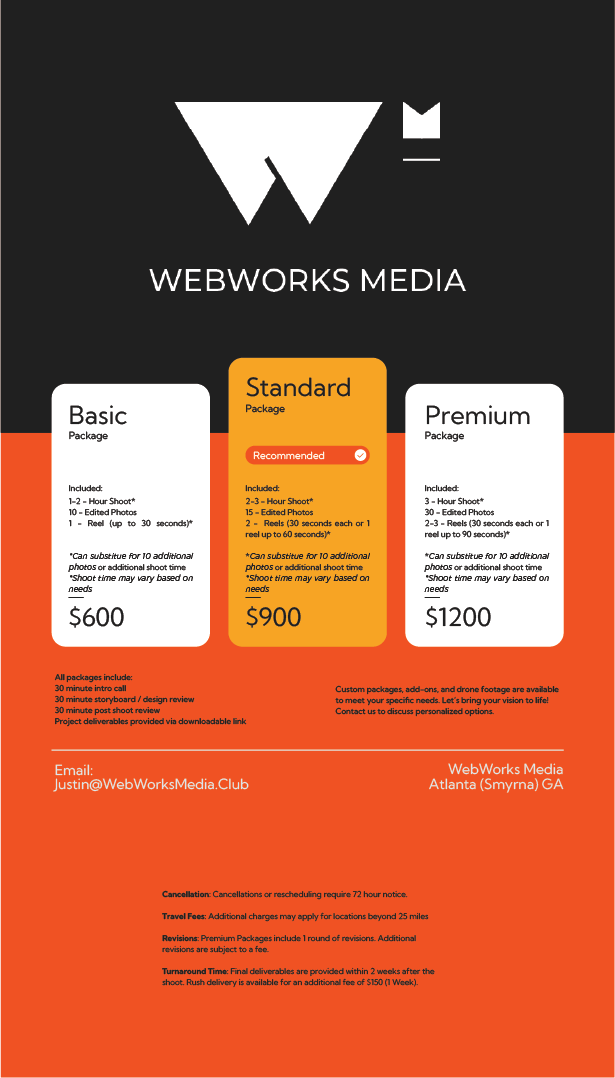 WEBWORKS MEDIA
Basic
Package
Included:
1-2 - Hour Shoot*
10 - Edited Photos
1 - Reel (up to 30 seconds)*
*Can substitue for 10 additional
photos or additional shoot time
*Shoot time may vary based on
needs
$600
Standard
Package
Recommended
Included:
2-3 - Hour Shoot*
15 - Edited Photos
2 - Reels (30 seconds each or 1
reel up to 60 seconds)*
*Can substitue for 10 additional
photos or additional shoot time
*Shoot time may vary based on
needs
$900
Premium
Package
Included:
3 - Hour Shoot*
30 - Edited Photos
2-3 - Reels (30 seconds each or 1
reel up to 90 seconds)*
*Can substitue for 10 additional
photos or additional shoot time
*Shoot time may vary based on
needs
$1200
All packages include:
30 minute intro call
30 minute storyboard / design review
30 minute post shoot review
Project deliverables provided via downloadable link
Custom packages, add-ons, and drone footage are available
to meet your specific needs. Let's bring your vision to life!
Contact us to discuss personalized options.
Email:
Justin@WebWorksMedia.Club
WebWorks Media
Atlanta (Smyrna) GA
Cancellation: Cancellations or rescheduling require 72 hour notice.
Travel Fees: Additional charges may apply for locations beyond 25 miles
Revisions: Premium Packages include 1 round of revisions. Additional
revisions are subject to a fee.
Turnaround Time: Final deliverables are provided within 2 weeks after the
shoot. Rush delivery is available for an additional fee of $150 (1 Week).